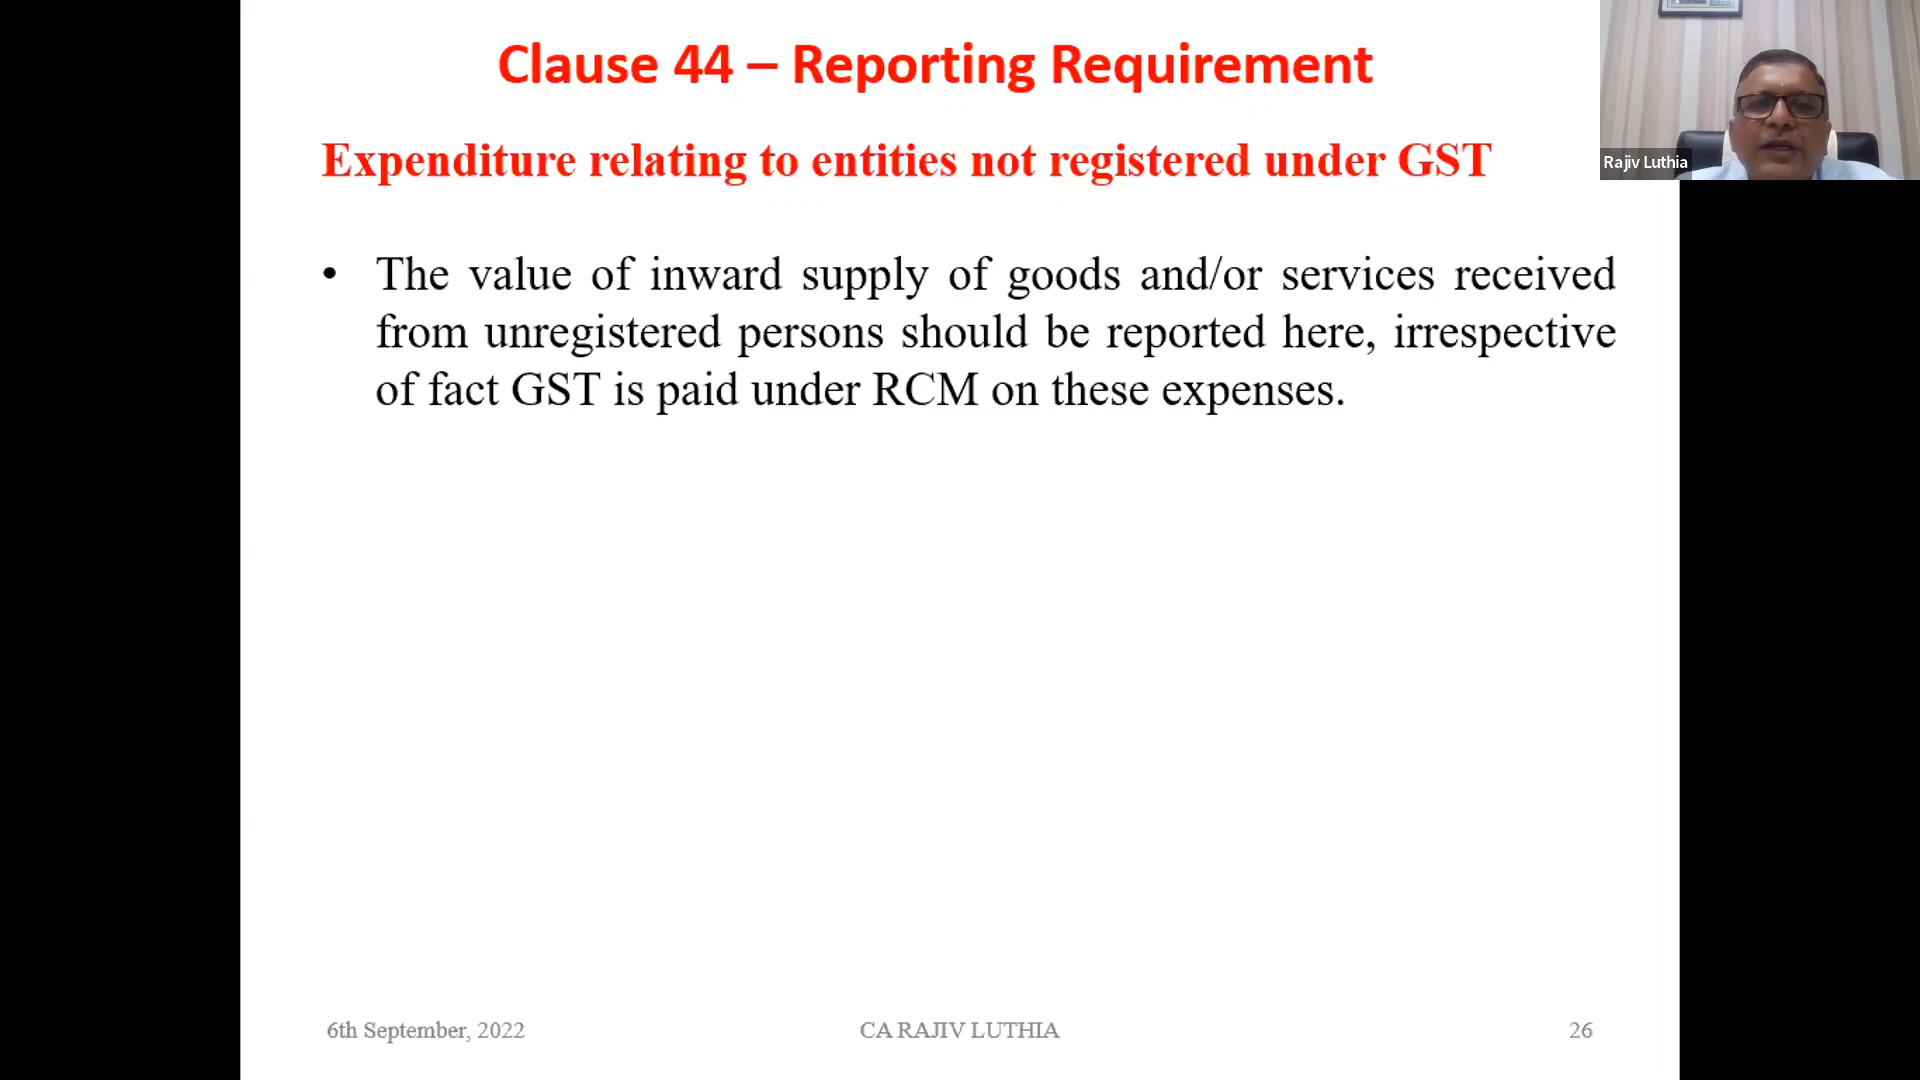 Clause 44 – Reporting Requirement
Expenditure relating to entities not registered under GST
Rajiv Luthia
• The value of inward supply of goods and/or services received
from unregistered persons should be reported here, irrespective
of fact GST is paid under RCM on these expenses.
6th September, 2022
CA RAJIV LUTHIA
26